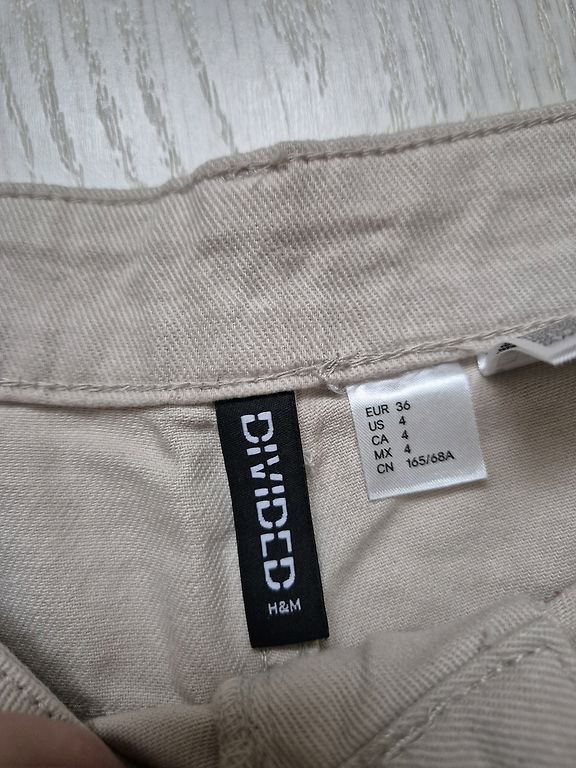 DIVIDED
H&M
EUR 36
US 4
CA 4
MX 4
CN 165/68A